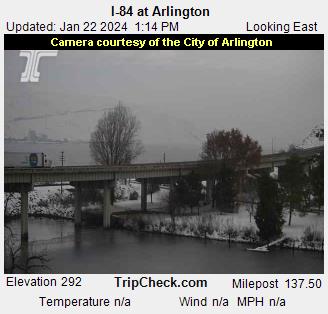 I-84 at Arlington
Updated: Jan 22 2024 1:14 PM Looking East
Camera courtesy of the City of Arlington
Elevation 292 TripCheck.com Milepost 137.50
Temperature n/a Wind n/a MPH n/a